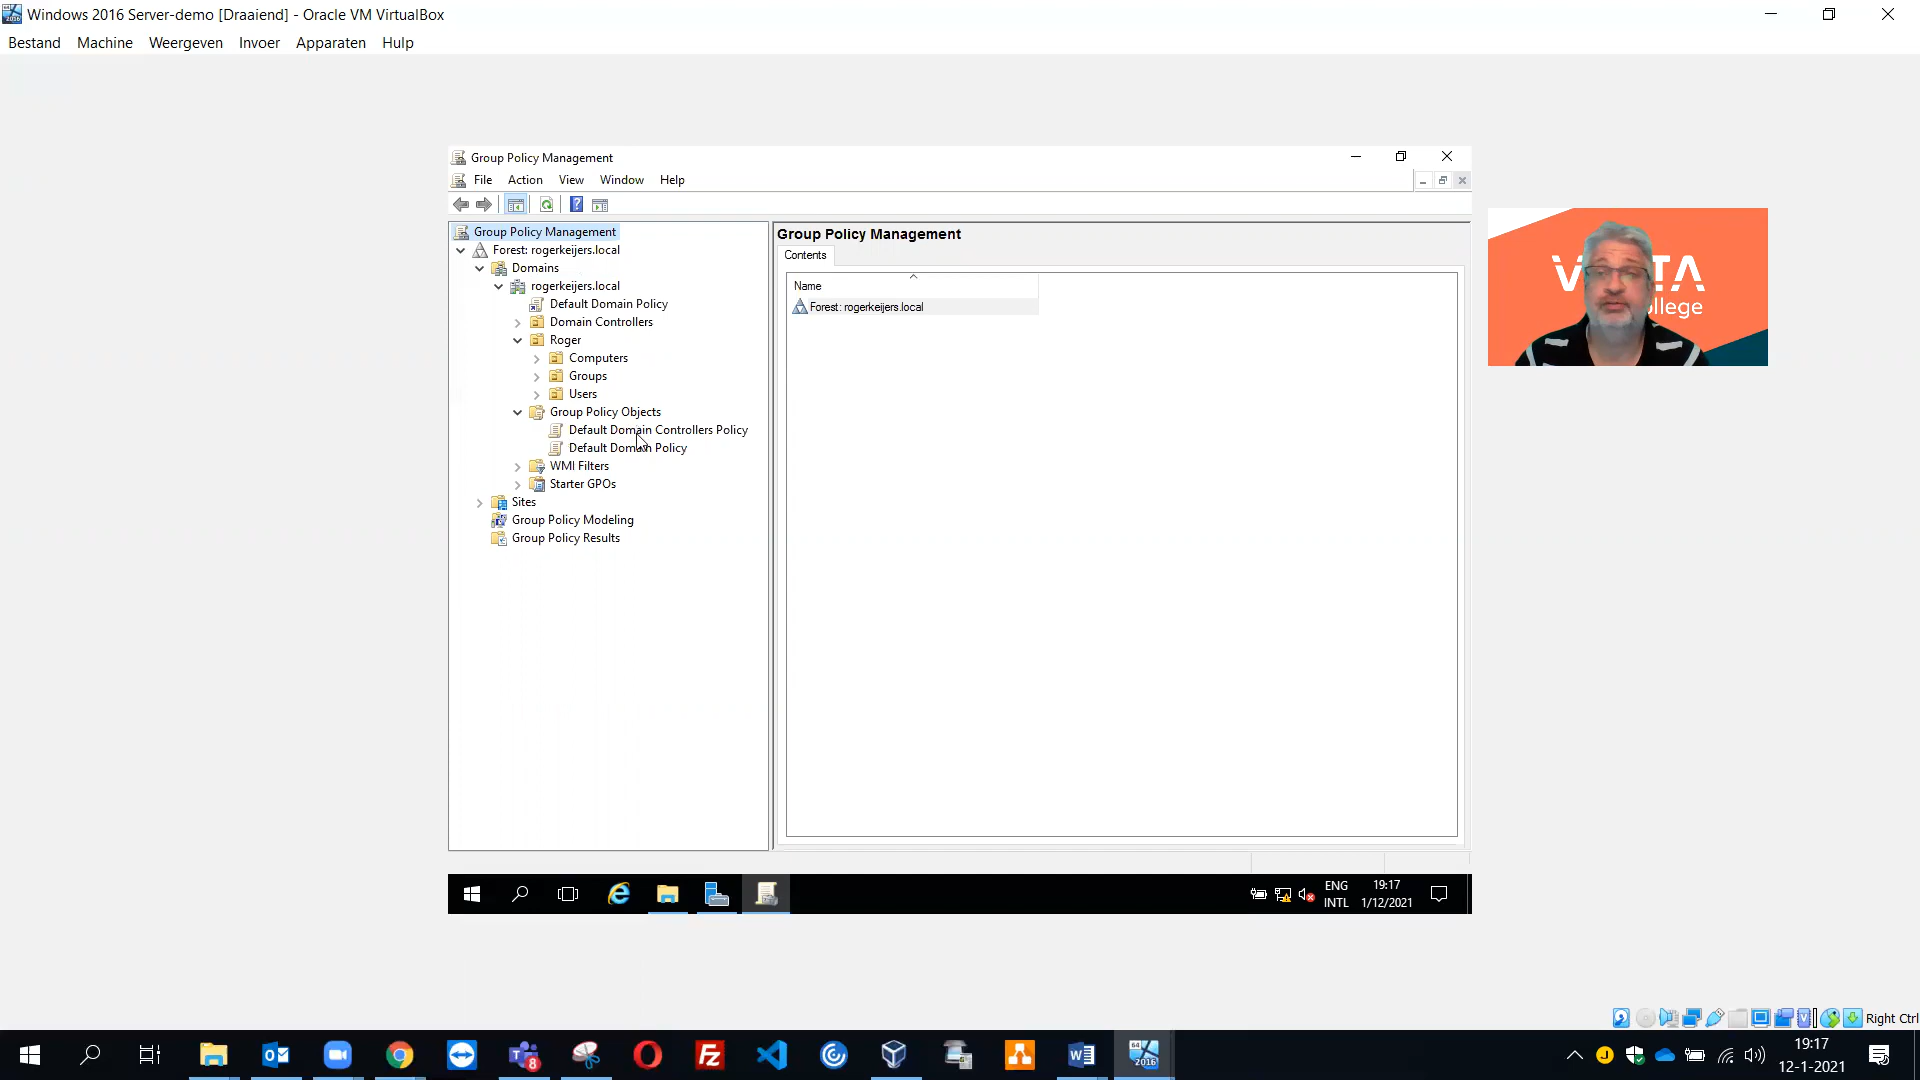 Windows 2016 Server-demo [Draaiend] - Oracle VM VirtualBox
Bestand Machine Weergeven Invoer Apparaten Hulp
Group Policy Management
File Action View Window Help
Group Policy Management
Forest: rogerkeijers.local
Domains
rogerkeijers.local
Default Domain Policy
Domain Controllers
Roger
Computers
Groups
Users
Group Policy Objects
Default Domain Controllers Policy
Default Domain Policy
WMI Filters
Starter GPOs
Sites
Group Policy Modeling
Group Policy Results
Group Policy Management
Contents
Name
Forest: rogerkeijers.local
ENG
INTL
19:17
1/12/2021
Right Ctrl
19:17
12-1-2021